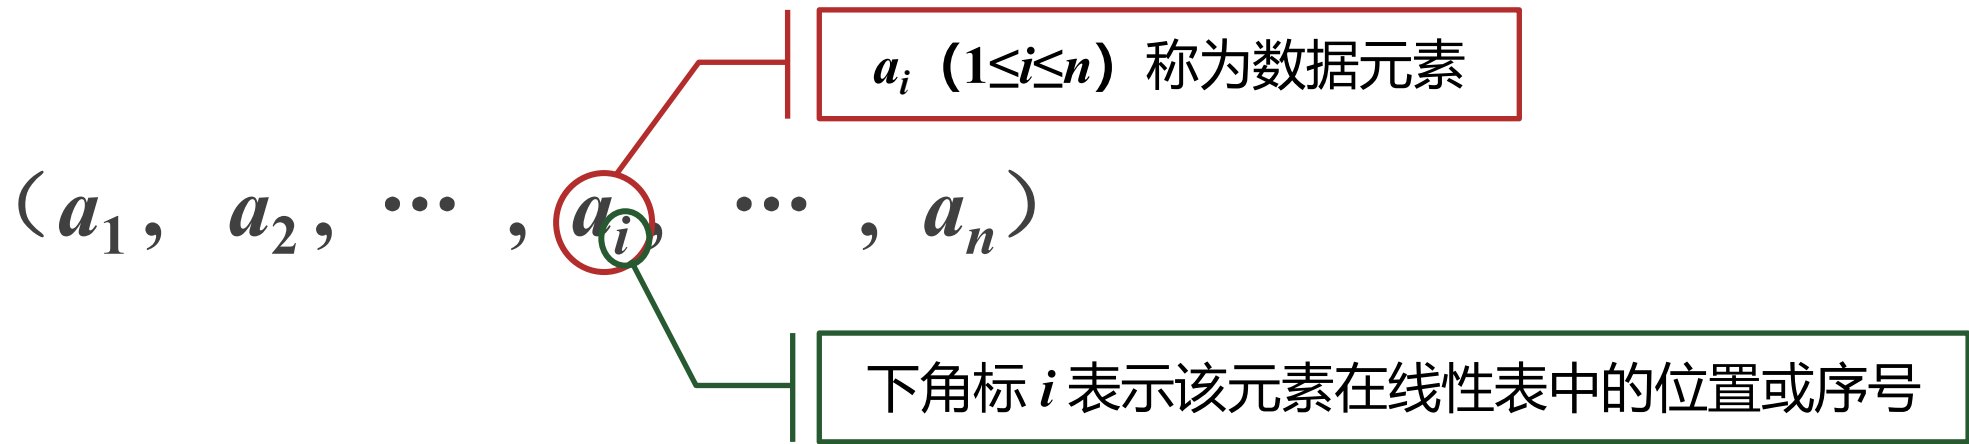 aᵢ（1≤i≤n）称为数据元素
（a₁，a₂，…，aᵢ，…，aₙ）
下角标 i 表示该元素在线性表中的位置或序号